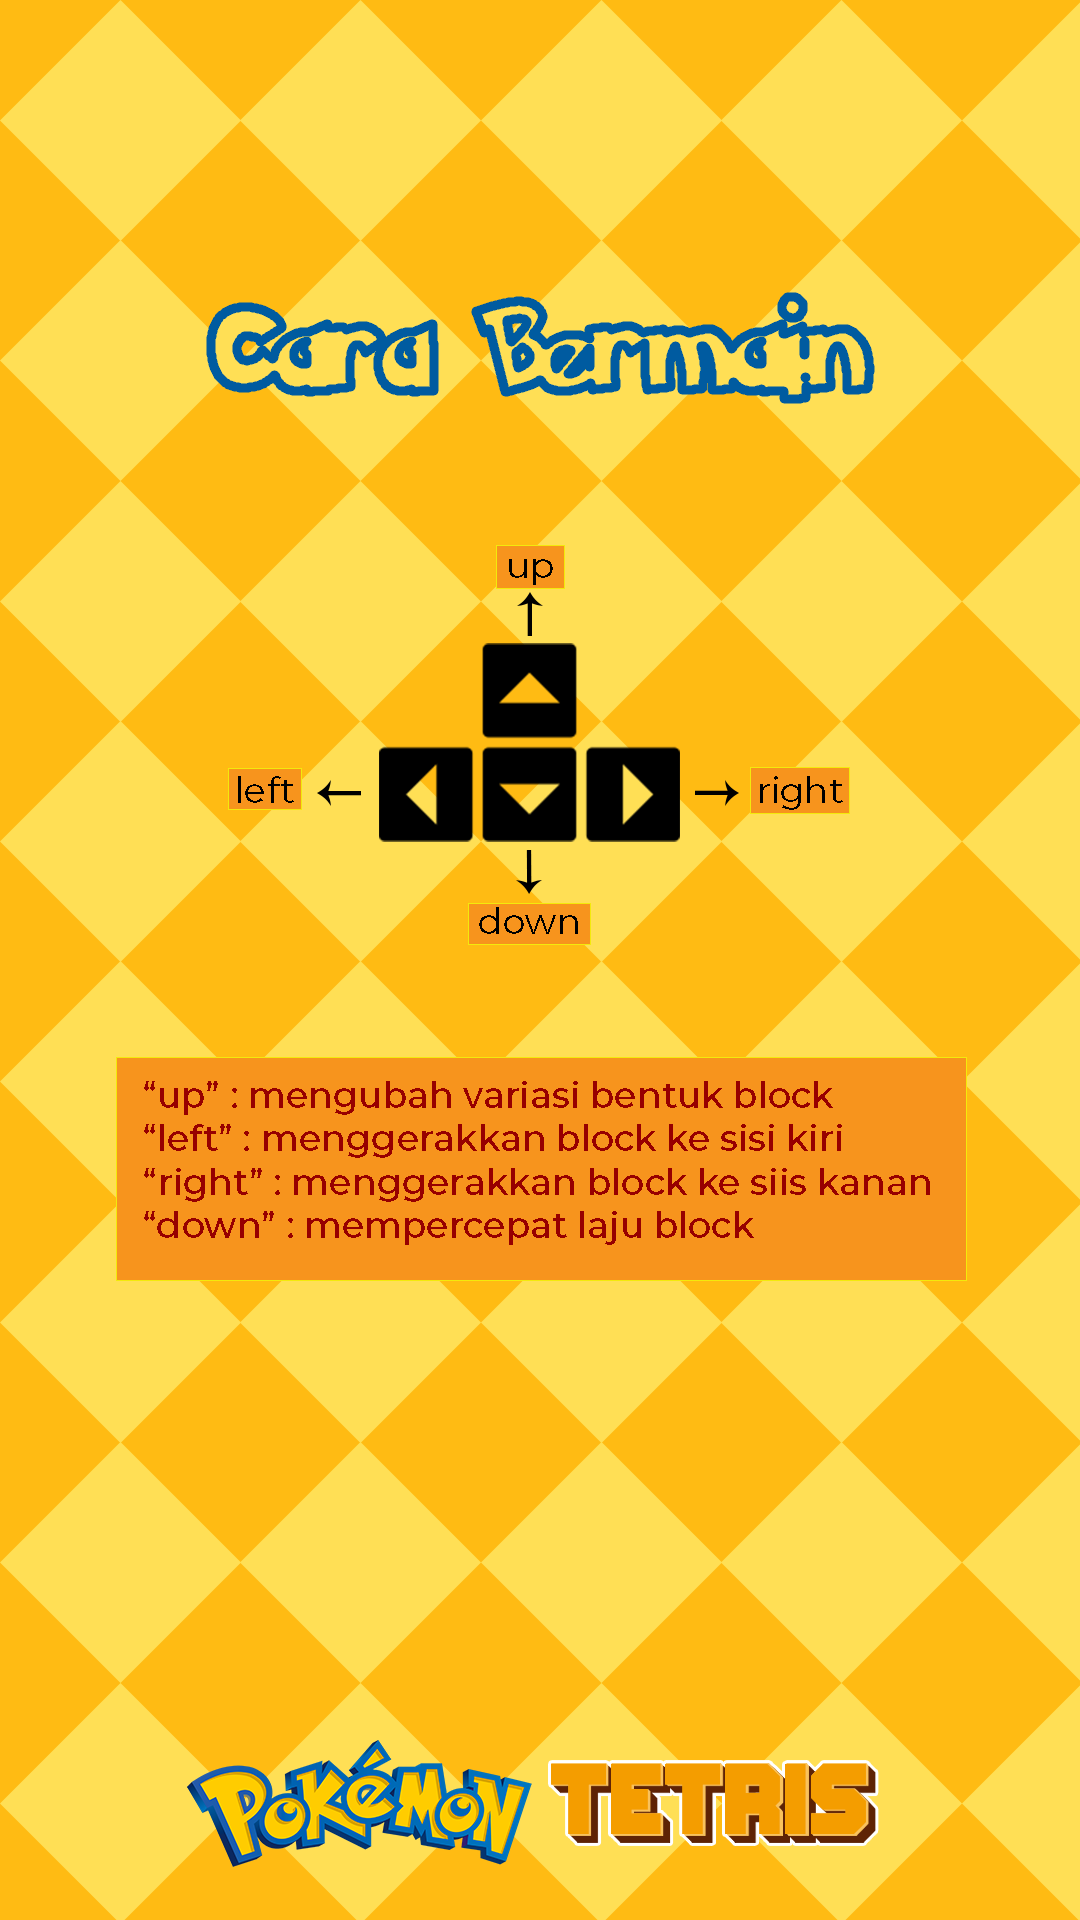 Cara Bermain
up
left
right
down
“up” : mengubah variasi bentuk block
“left” : menggerakkan block ke sisi kiri
“right” : menggerakkan block ke siis kanan
“down” : mempercepat laju block
POKéMON TETRIS